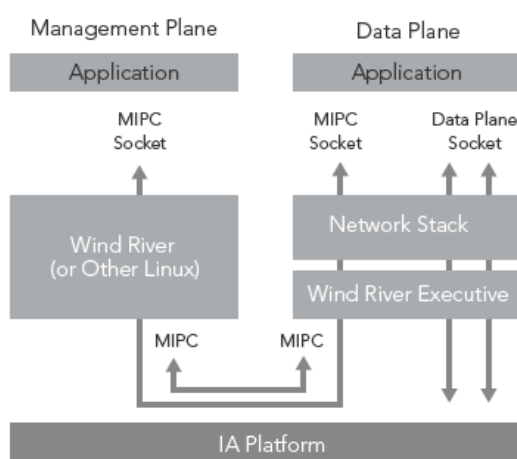 Management Plane
Data Plane
Application
Application
MIPC
Socket
MIPC
Socket
Data Plane
Socket
Wind River
(or Other Linux)
Network Stack
Wind River Executive
MIPC
MIPC
IA Platform